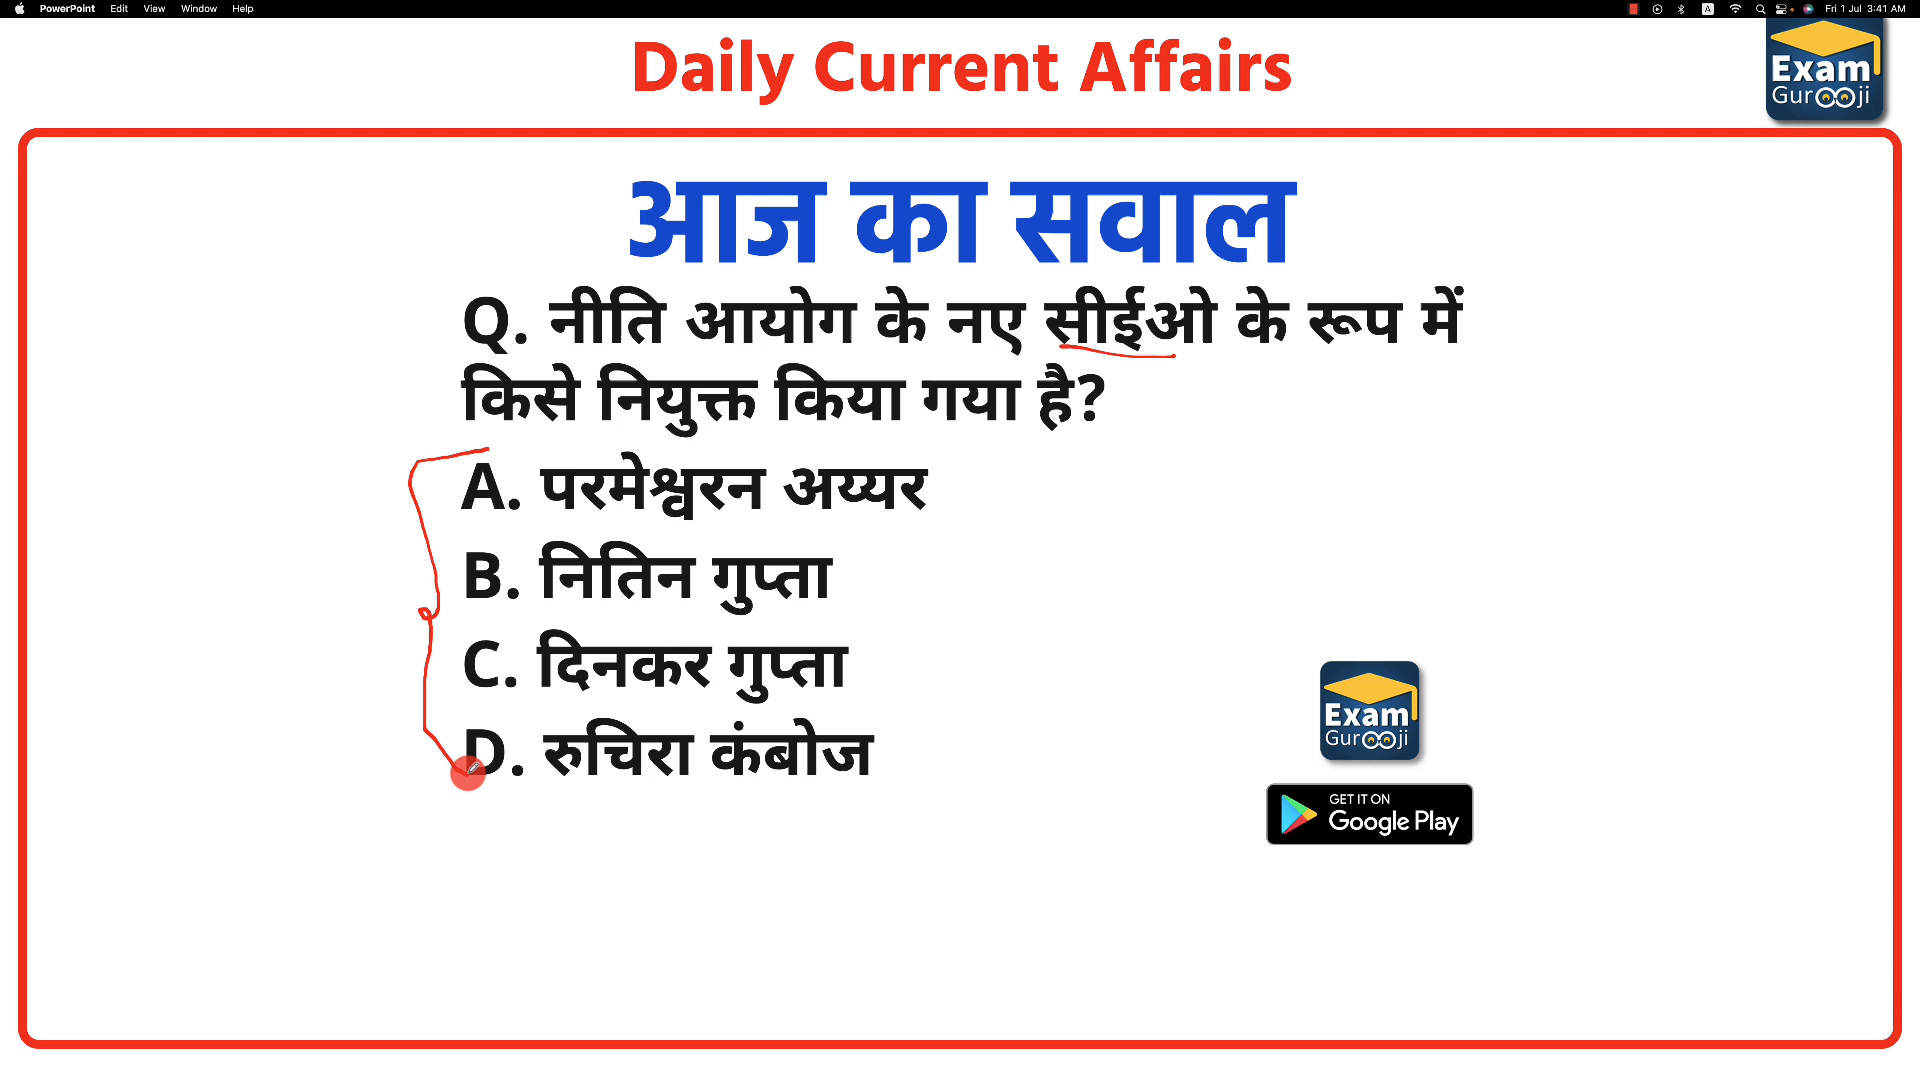 PowerPoint Edit View Window Help
A Fri 1 Jul 3:41 AM
Daily Current Affairs
Exam
Gurooji
आज का सवाल
Q. नीति आयोग के नए सीईओ के रूप में
किसे नियुक्त किया गया है?
A. परमेश्वरन अय्यर
B. नितिन गुप्ता
C. दिनकर गुप्ता
D. रुचिरा कंबोज
Exam
Gurooji
GET IT ON
Google Play